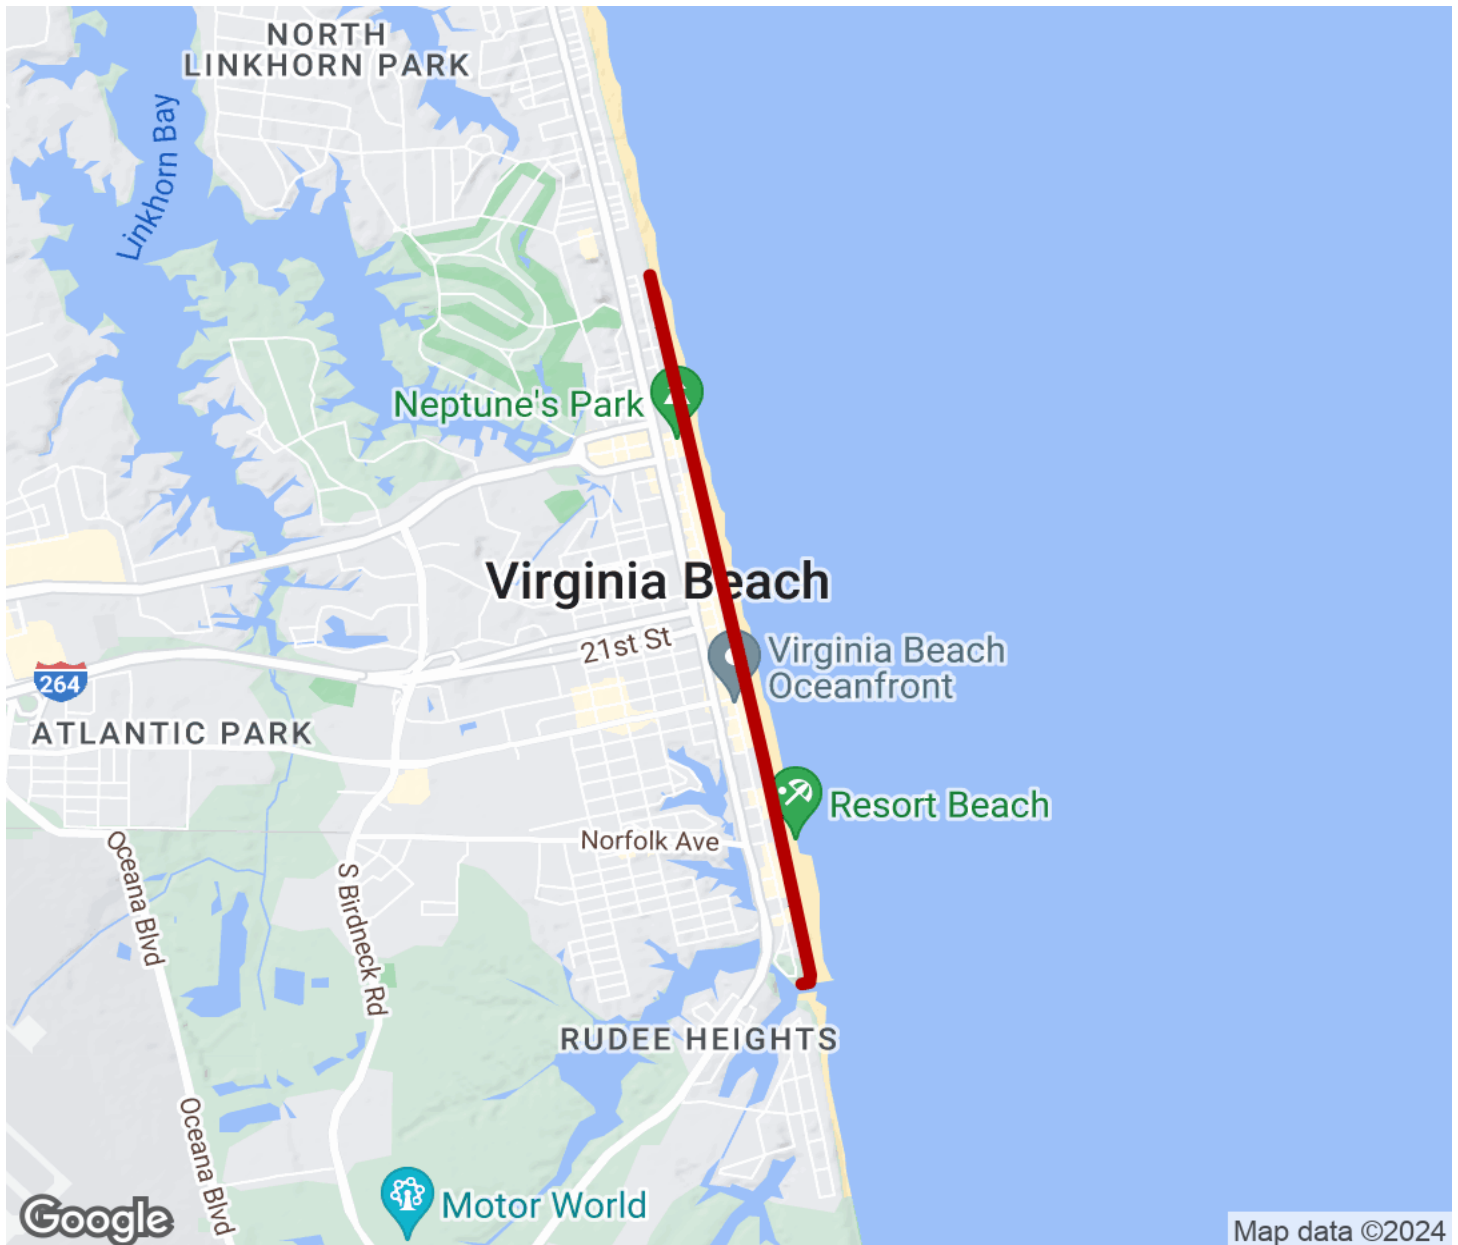 NORTH
LINKHORN PARK
Linkhorn Bay
Neptune's Park
Virginia Beach
21st St
Virginia Beach
Oceanfront
264
ATLANTIC PARK
Resort Beach
Norfolk Ave
Oceana Blvd
S Birdneck Rd
RUDEE HEIGHTS
Oceana Blvd
Motor World
Google
Map data ©2024